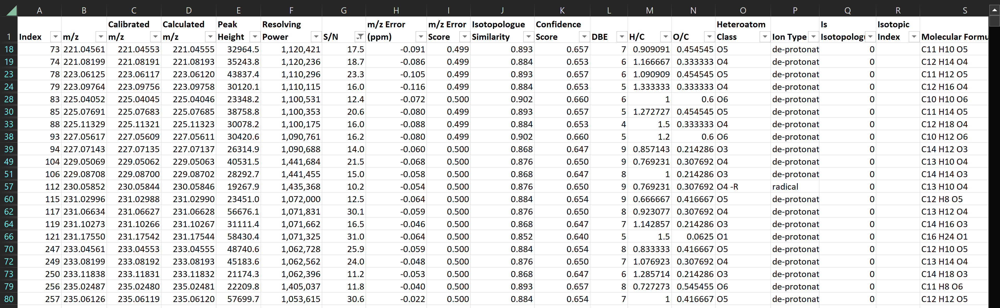 A B C D E F G H I J K L M N O P Q R S
Calibrated Calculated Peak Resolving m/z Error m/z Error Isotopologue Confidence Heteroatom Is Isotopic
1 Index m/z m/z m/z Height Power S/N (ppm) Score Similarity Score DBE H/C O/C Class Ion Type Isotopolog Index Molecular Formu
18 73 221.04561 221.04553 221.04555 32964.5 1,120,421 17.5 -0.091 0.499 0.893 0.657 7 0.909091 0.454545 O5 de-protonat 0 C11 H10 O5
19 74 221.08199 221.08191 221.08193 35243.8 1,120,236 18.7 -0.086 0.499 0.884 0.653 6 1.166667 0.333333 O4 de-protonat 0 C12 H14 O4
23 78 223.06125 223.06117 223.06120 43837.4 1,110,296 23.3 -0.105 0.499 0.893 0.657 6 1.090909 0.454545 O5 de-protonat 0 C11 H12 O5
24 79 223.09764 223.09756 223.09758 30120.1 1,110,115 16.0 -0.116 0.499 0.884 0.653 5 1.333333 0.333333 O4 de-protonat 0 C12 H16 O4
28 83 225.04052 225.04045 225.04046 23348.2 1,100,531 12.4 -0.072 0.500 0.902 0.660 6 1 0.6 O6 de-protonat 0 C10 H10 O6
30 85 225.07691 225.07683 225.07685 38758.8 1,100,353 20.6 -0.080 0.499 0.893 0.657 5 1.272727 0.454545 O5 de-protonat 0 C11 H14 O5
33 88 225.11329 225.11321 225.11323 30078.2 1,100,175 16.0 -0.088 0.499 0.884 0.653 4 1.5 0.333333 O4 de-protonat 0 C12 H18 O4
38 93 227.05617 227.05609 227.05611 30420.6 1,090,761 16.2 -0.080 0.499 0.902 0.660 5 1.2 0.6 O6 de-protonat 0 C10 H12 O6
39 94 227.07143 227.07135 227.07137 26314.9 1,090,688 14.0 -0.060 0.500 0.868 0.647 9 0.857143 0.214286 O3 de-protonat 0 C14 H12 O3
49 104 229.05069 229.05062 229.05063 40531.5 1,441,684 21.5 -0.068 0.500 0.876 0.650 9 0.769231 0.307692 O4 de-protonat 0 C13 H10 O4
51 106 229.08708 229.08700 229.08702 28292.7 1,441,455 15.0 -0.058 0.500 0.868 0.647 8 1 0.214286 O3 de-protonat 0 C14 H14 O3
57 112 230.05852 230.05844 230.05846 19267.9 1,435,368 10.2 -0.054 0.500 0.876 0.650 9 0.769231 0.307692 O4 -R radical 0 C13 H10 O4
60 115 231.02996 231.02988 231.02990 23451.0 1,072,000 12.5 -0.064 0.500 0.884 0.654 9 0.666667 0.416667 O5 de-protonat 0 C12 H8 O5
62 117 231.06634 231.06627 231.06628 56676.1 1,071,831 30.1 -0.059 0.500 0.876 0.650 8 0.923077 0.307692 O4 de-protonat 0 C13 H12 O4
64 119 231.10273 231.10266 231.10267 31111.4 1,071,662 16.5 -0.046 0.500 0.868 0.647 7 1.142857 0.214286 O3 de-protonat 0 C14 H16 O3
66 121 231.17550 231.17542 231.17544 58430.4 1,071,325 31.0 -0.064 0.500 0.852 0.640 5 1.5 0.0625 O1 de-protonat 0 C16 H24 O1
70 247 233.04561 233.04553 233.04555 48740.6 1,062,728 25.9 -0.059 0.500 0.884 0.654 8 0.833333 0.416667 O5 de-protonat 0 C12 H10 O5
72 249 233.08199 233.08192 233.08193 45183.6 1,062,562 24.0 -0.048 0.500 0.876 0.650 7 1.076923 0.307692 O4 de-protonat 0 C13 H14 O4
73 250 233.11838 233.11831 233.11832 21174.3 1,062,396 11.2 -0.053 0.500 0.868 0.647 6 1.285714 0.214286 O3 de-protonat 0 C14 H18 O3
79 256 235.02487 235.02480 235.02481 22209.8 1,405,037 11.8 -0.040 0.500 0.893 0.657 8 0.727273 0.545455 O6 de-protonat 0 C11 H8 O6
80 257 235.06126 235.06119 235.06120 57699.7 1,053,615 30.6 -0.022 0.500 0.884 0.654 7 1 0.416667 O5 de-protonat 0 C12 H12 O5